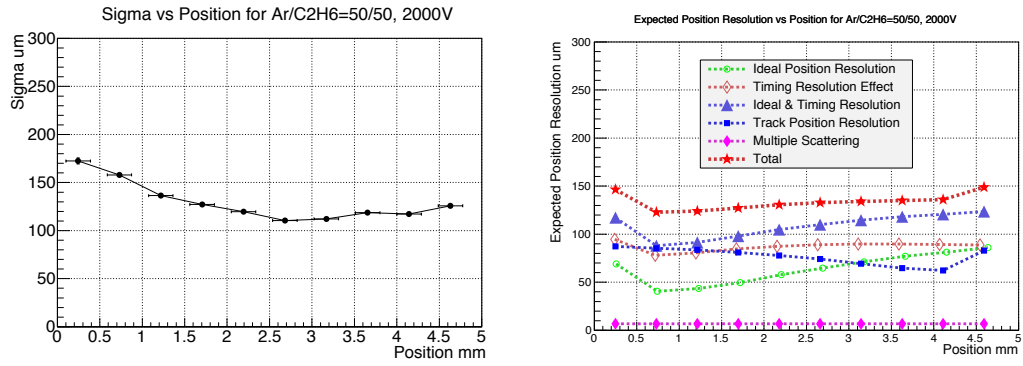 Sigma vs Position for Ar/C2H6=50/50, 2000V
Sigma um
300
250
200
150
100
50
0
0 0.5 1 1.5 2 2.5 3 3.5 4 4.5 5
Position mm
Expected Position Resolution vs Position for Ar/C2H6=50/50, 2000V
Expected Position Resolution um
300
250
200
150
100
50
0
Ideal Position Resolution
Timing Resolution Effect
Ideal & Timing Resolution
Track Position Resolution
Multiple Scattering
Total
0 0.5 1 1.5 2 2.5 3 3.5 4 4.5 5
Position mm